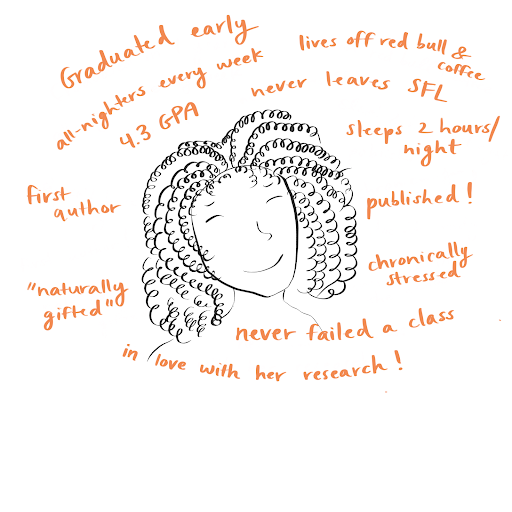 Graduated early
lives off red bull &
coffee
all-nighters every week
never leaves SFL
4.3 GPA
sleeps 2 hours/
night
first
author
published!
chronically
stressed
"naturally
gifted"
never failed a class
in love with her research!